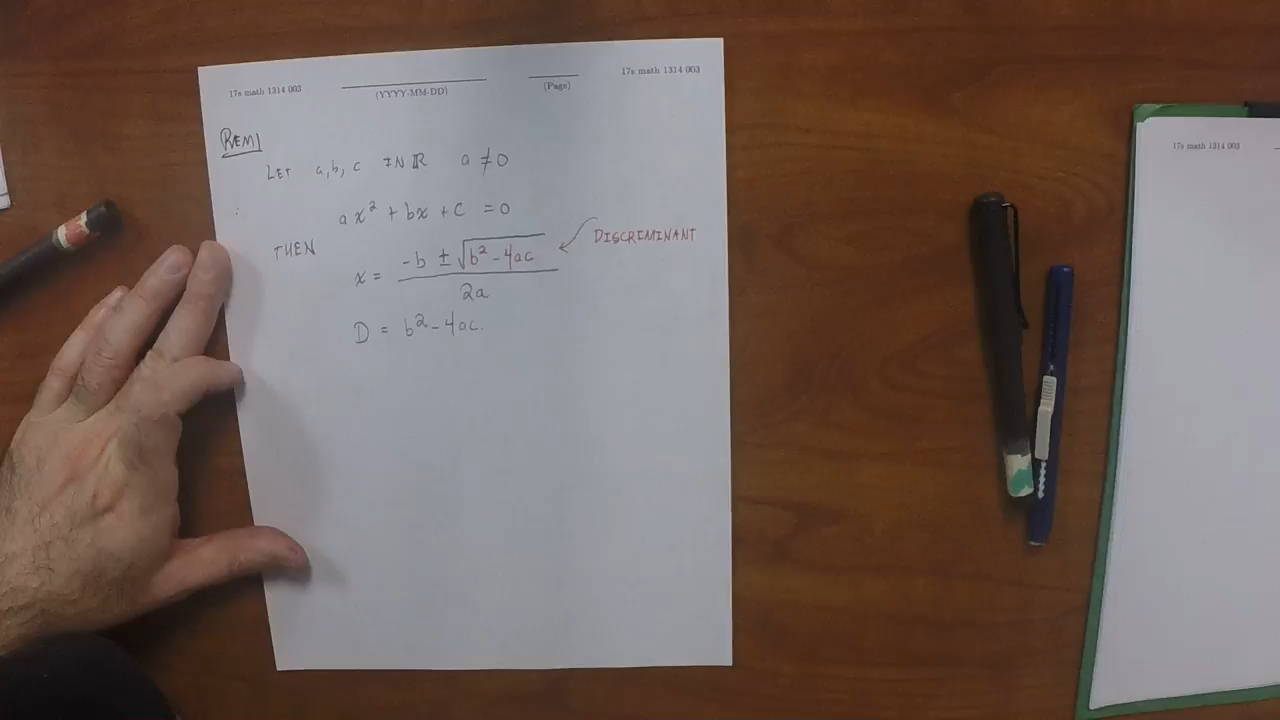 17s math 1314 003 (YYYY-MM-DD) (Page) 17s math 1314 003
REM1
LET a, b, c IN ℝ a ≠ 0
ax² + bx + c = 0
THEN
x = (-b ± √(b² - 4ac)) / 2a
DISCRIMINANT
D = b² - 4ac.
17s math 1314 003